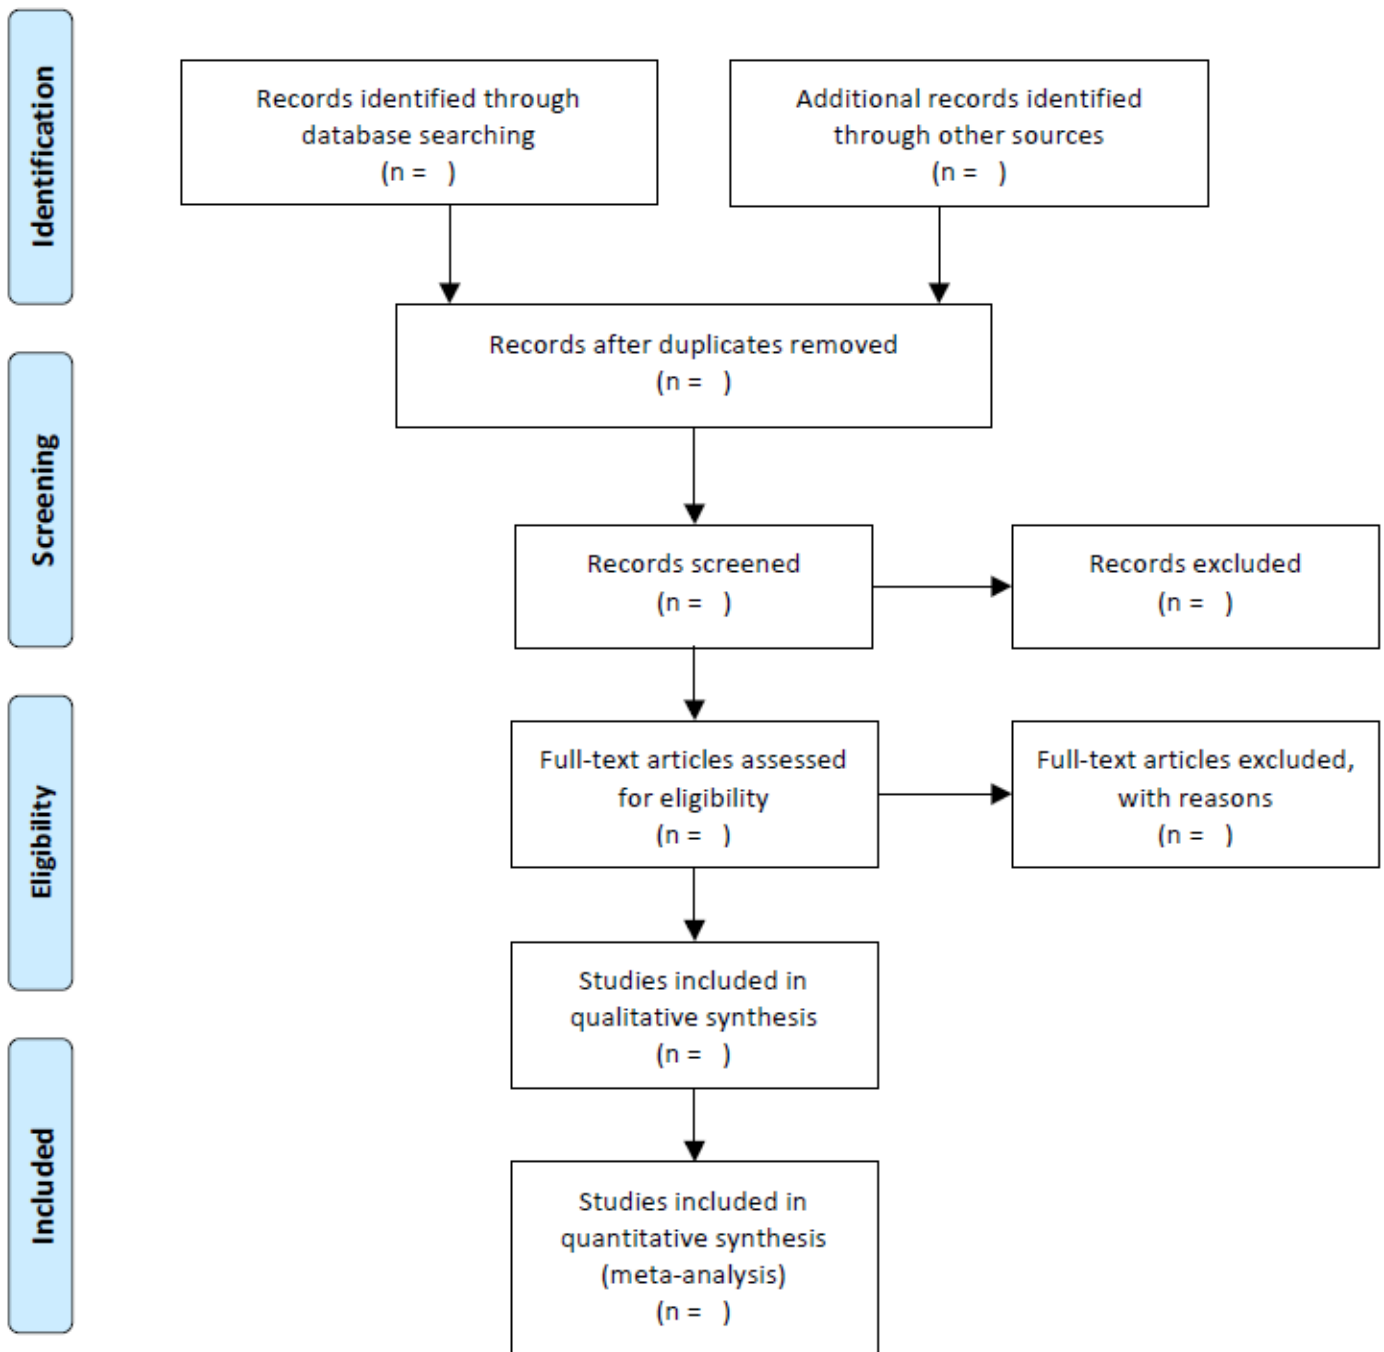 Identification
Records identified through
database searching
(n =   )
Additional records identified
through other sources
(n =   )
Records after duplicates removed
(n =   )
Screening
Records screened
(n =   )
Records excluded
(n =   )
Eligibility
Full-text articles assessed
for eligibility
(n =   )
Full-text articles excluded,
with reasons
(n =   )
Studies included in
qualitative synthesis
(n =   )
Included
Studies included in
quantitative synthesis
(meta-analysis)
(n =   )